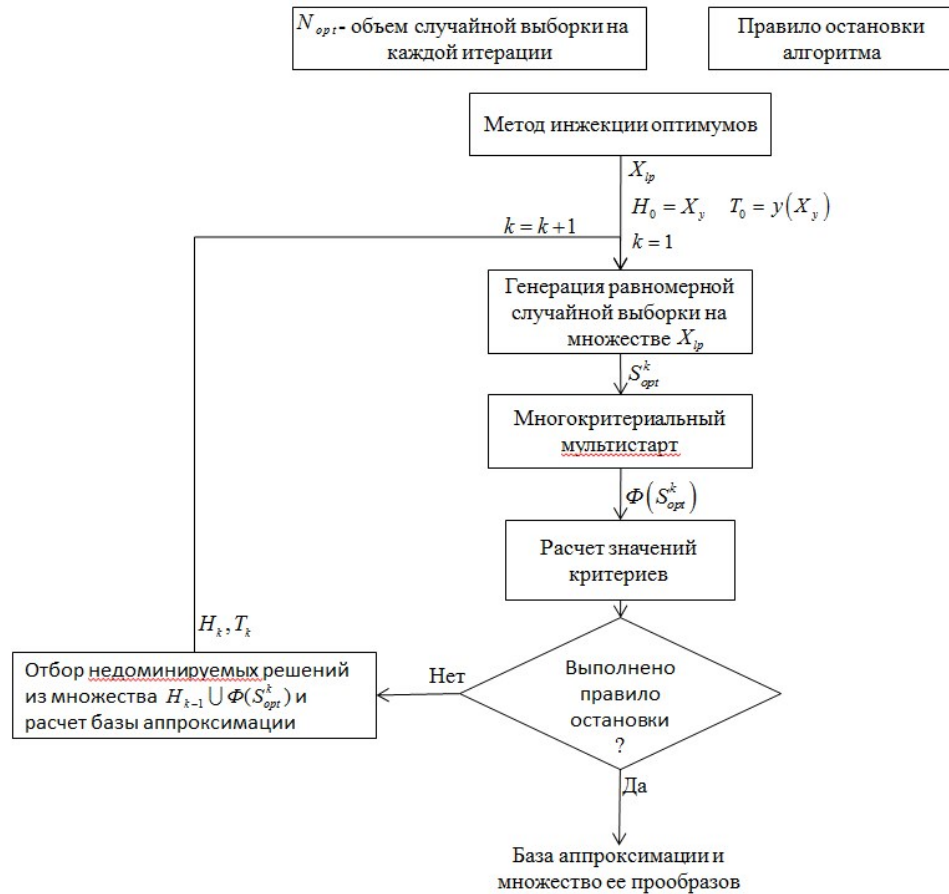 N_opt - объем случайной выборки на
каждой итерации
Правило остановки
алгоритма
Метод инжекции оптимумов
X_lp
H_0 = X_y T_0 = y(X_y)
k = k+1
k = 1
Генерация равномерной
случайной выборки на
множестве X_lp
S^k_opt
Многокритериальный
мультистарт
Φ(S^k_opt)
Расчет значений
критериев
H_k, T_k
Отбор недоминируемых решений
из множества H_{k-1} ⋃ Φ(S^k_opt) и
расчет базы аппроксимации
Нет
Выполнено
правило
остановки
?
Да
База аппроксимации и
множество ее прообразов